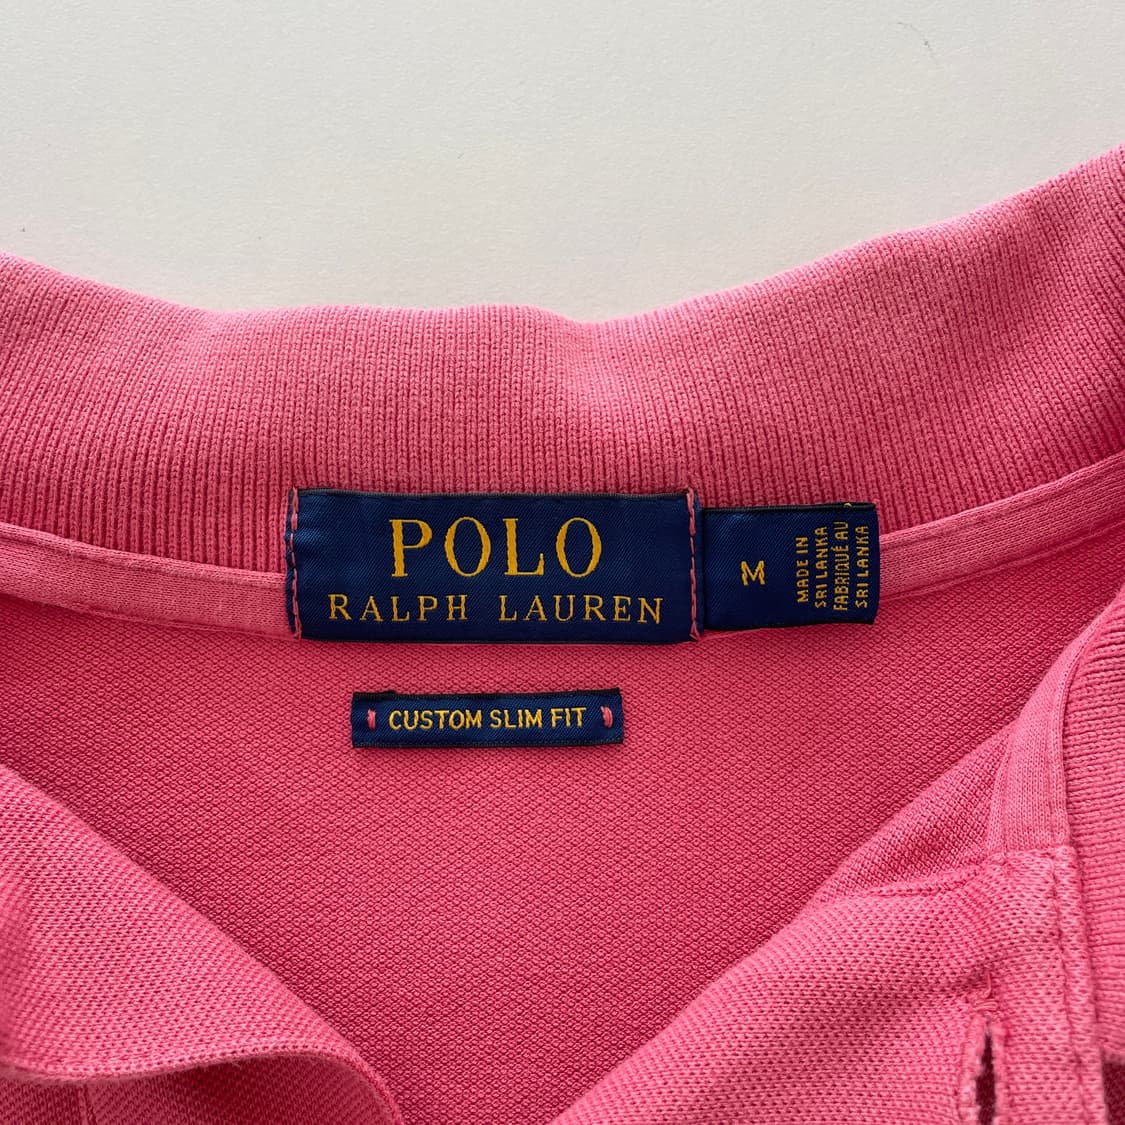 POLO
RALPH LAUREN
M
MADE IN
SRI LANKA
FABRIQUÉ AU
SRI LANKA
CUSTOM SLIM FIT